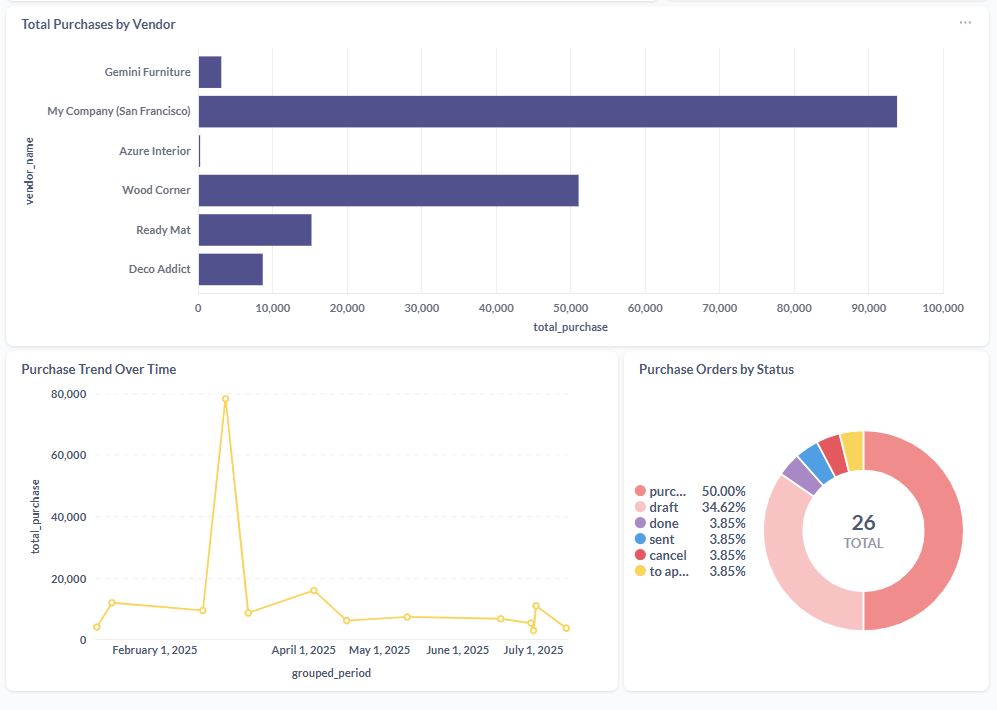 Total Purchases by Vendor
...
vendor_name
Gemini Furniture
My Company (San Francisco)
Azure Interior
Wood Corner
Ready Mat
Deco Addict
0 10,000 20,000 30,000 40,000 50,000 60,000 70,000 80,000 90,000 100,000
total_purchase
Purchase Trend Over Time
total_purchase
80,000
60,000
40,000
20,000
0
February 1, 2025 April 1, 2025 May 1, 2025 June 1, 2025 July 1, 2025
grouped_period
Purchase Orders by Status
purc... 50.00%
draft 34.62%
done 3.85%
sent 3.85%
cancel 3.85%
to ap... 3.85%
26
TOTAL